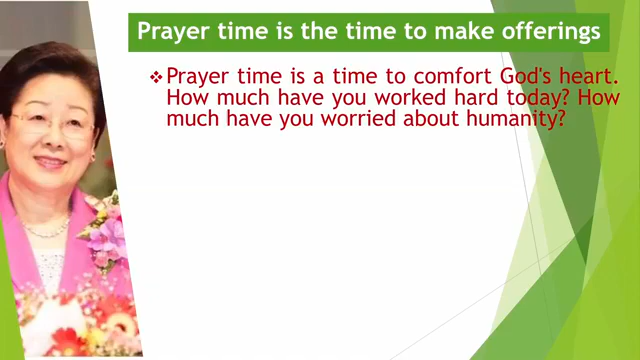 Prayer time is the time to make offerings
❖Prayer time is a time to comfort God's heart.
How much have you worked hard today? How
much have you worried about humanity?